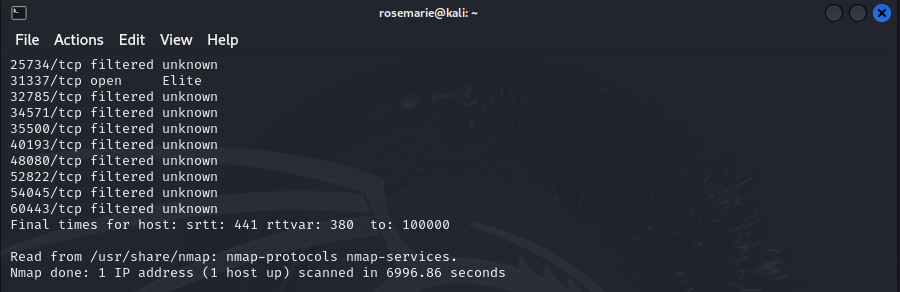 rosemarie@kali: ~
File Actions Edit View Help
25734/tcp filtered unknown
31337/tcp open     Elite
32785/tcp filtered unknown
34571/tcp filtered unknown
35500/tcp filtered unknown
40193/tcp filtered unknown
48080/tcp filtered unknown
52822/tcp filtered unknown
54045/tcp filtered unknown
60443/tcp filtered unknown
Final times for host: srtt: 441 rttvar: 380  to: 100000
Read from /usr/share/nmap: nmap-protocols nmap-services.
Nmap done: 1 IP address (1 host up) scanned in 6996.86 seconds